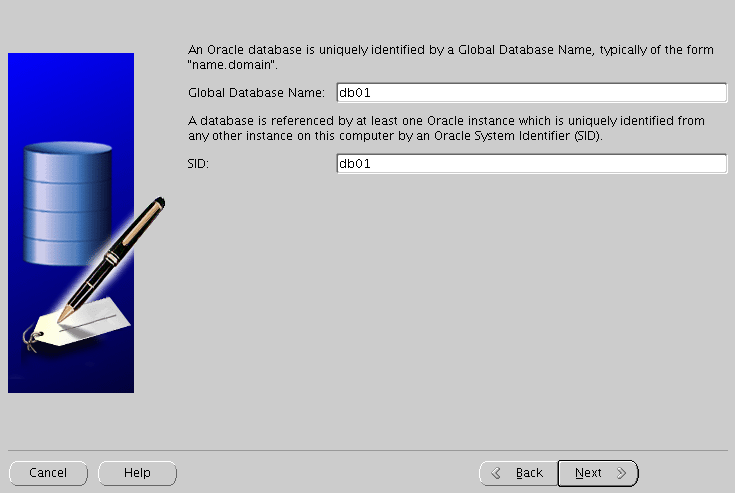 An Oracle database is uniquely identified by a Global Database Name, typically of the form
"name.domain".
Global Database Name: db01
A database is referenced by at least one Oracle instance which is uniquely identified from
any other instance on this computer by an Oracle System Identifier (SID).
SID: db01
Cancel Help Back Next